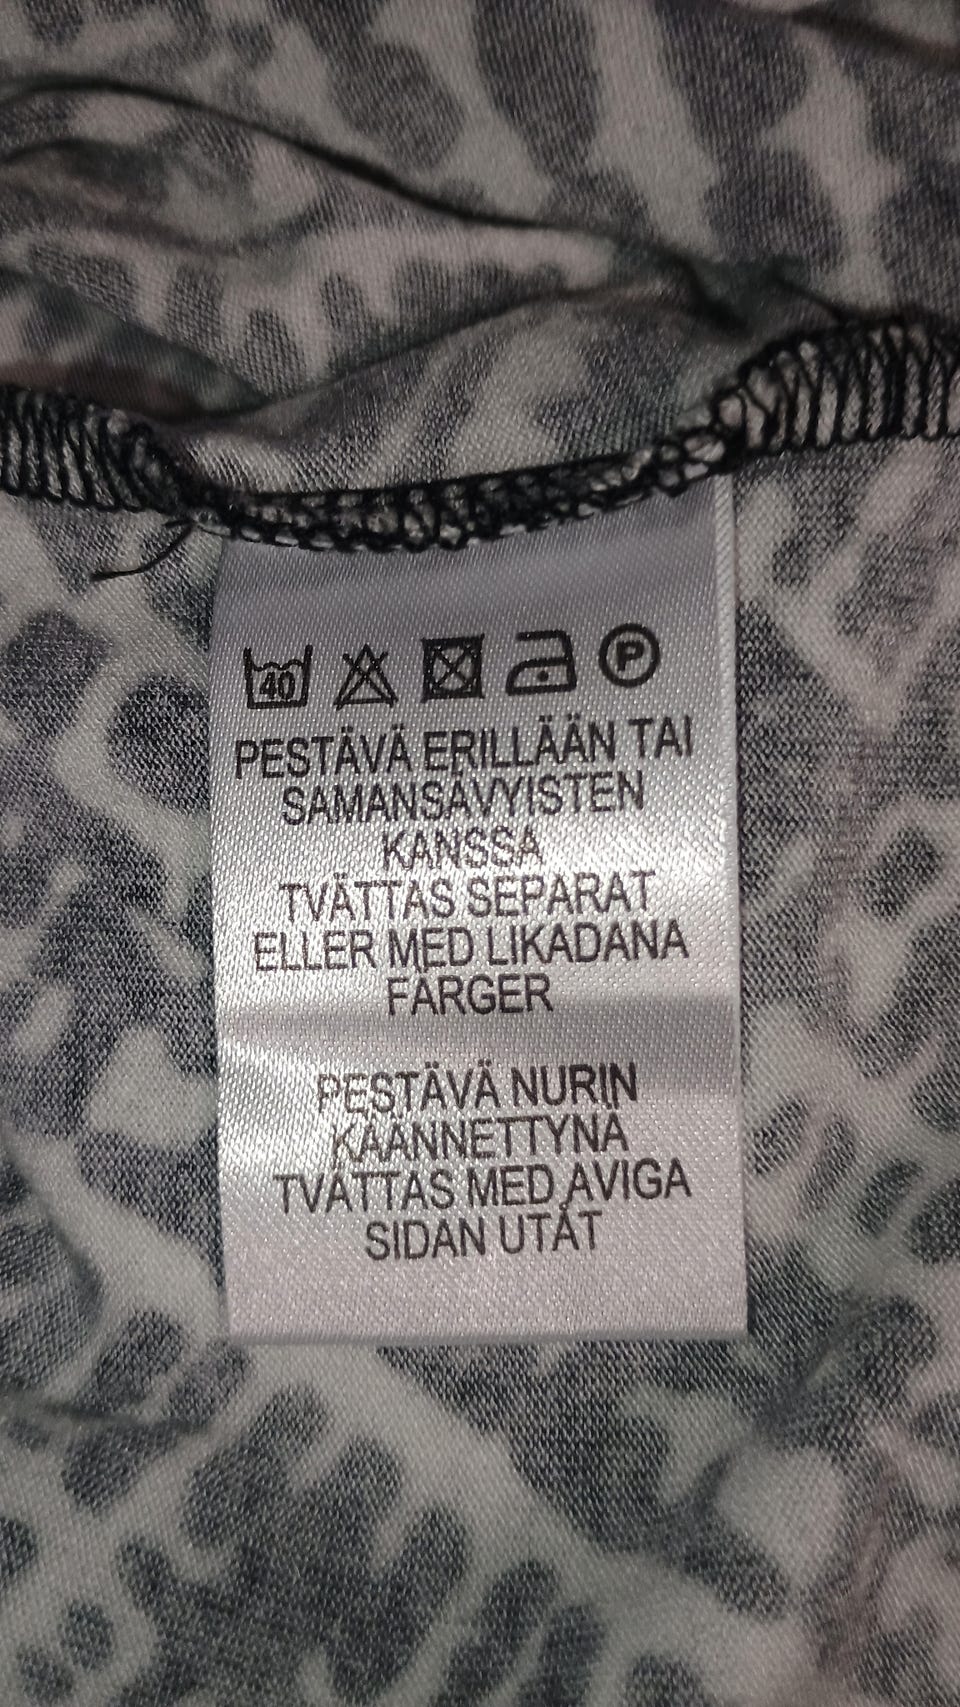 40 P
PESTÄVÄ ERILLÄÄN TAI
SAMANSÄVYISTEN
KANSSA
TVÄTTAS SEPARAT
ELLER MED LIKADANA
FÄRGER
PESTÄVÄ NURIN
KÄÄNNETTYNÄ
TVÄTTAS MED AVIGA
SIDAN UTÅT